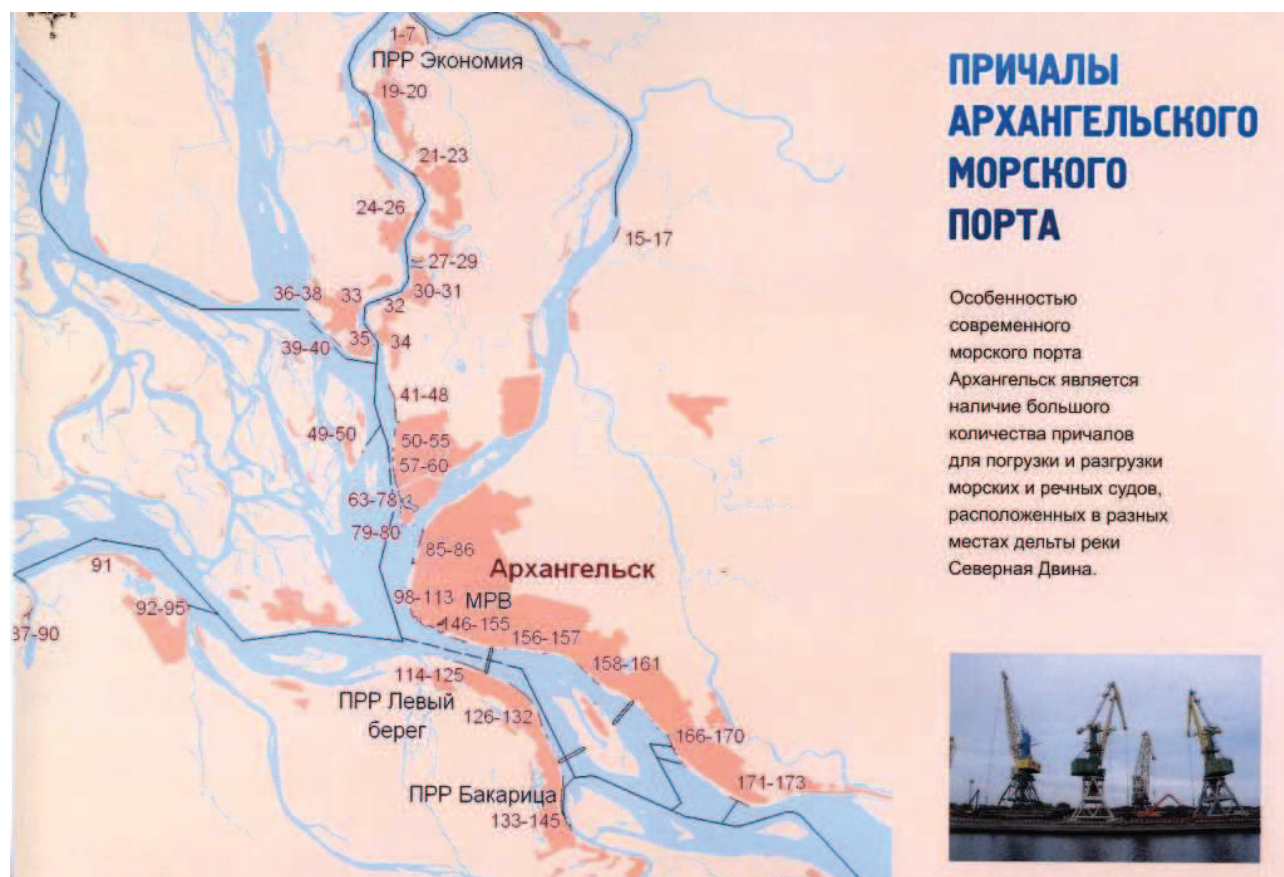 S
E
1-7
ПРР Экономия
19-20
21-23
24-26
15-17
27-29
36-38
33
30-31
32
35
34
39-40
41-48
49-50
50-55
57-60
63-78
79-80
85-86
Архангельск
91
98-113
МРВ
92-95
146-155
156-157
37-90
158-161
114-125
ПРР Левый
берег
126-132
166-170
171-173
ПРР Бакарица
133-145
ПРИЧАЛЫ
АРХАНГЕЛЬСКОГО
МОРСКОГО
ПОРТА
Особенностью
современного
морского порта
Архангельск является
наличие большого
количества причалов
для погрузки и разгрузки
морских и речных судов,
расположенных в разных
местах дельты реки
Северная Двина.